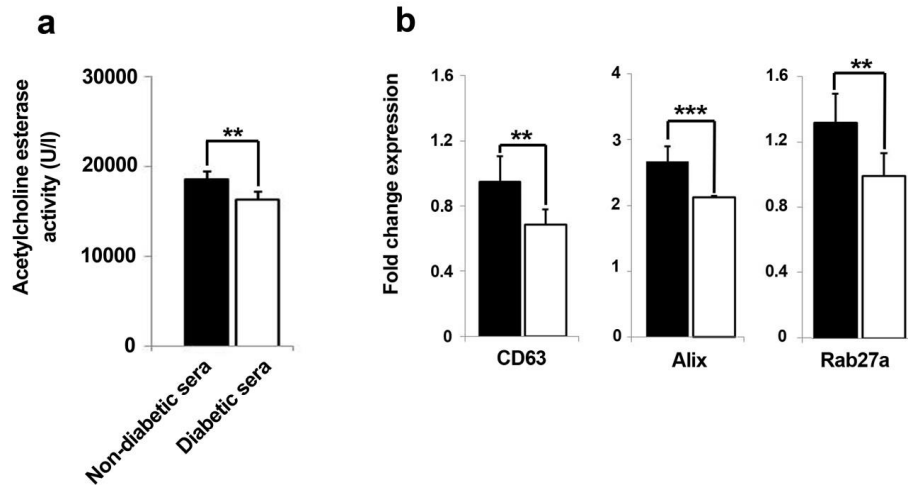 a
Acetylcholine esterase
activity (U/l)
30000
20000
10000
0
**
Non-diabetic sera
Diabetic sera
b
Fold change expression
1.6
1.2
0.8
0.4
0
**
CD63
4
3
2
1
0
***
Alix
1.6
1.2
0.8
0.4
0
**
Rab27a